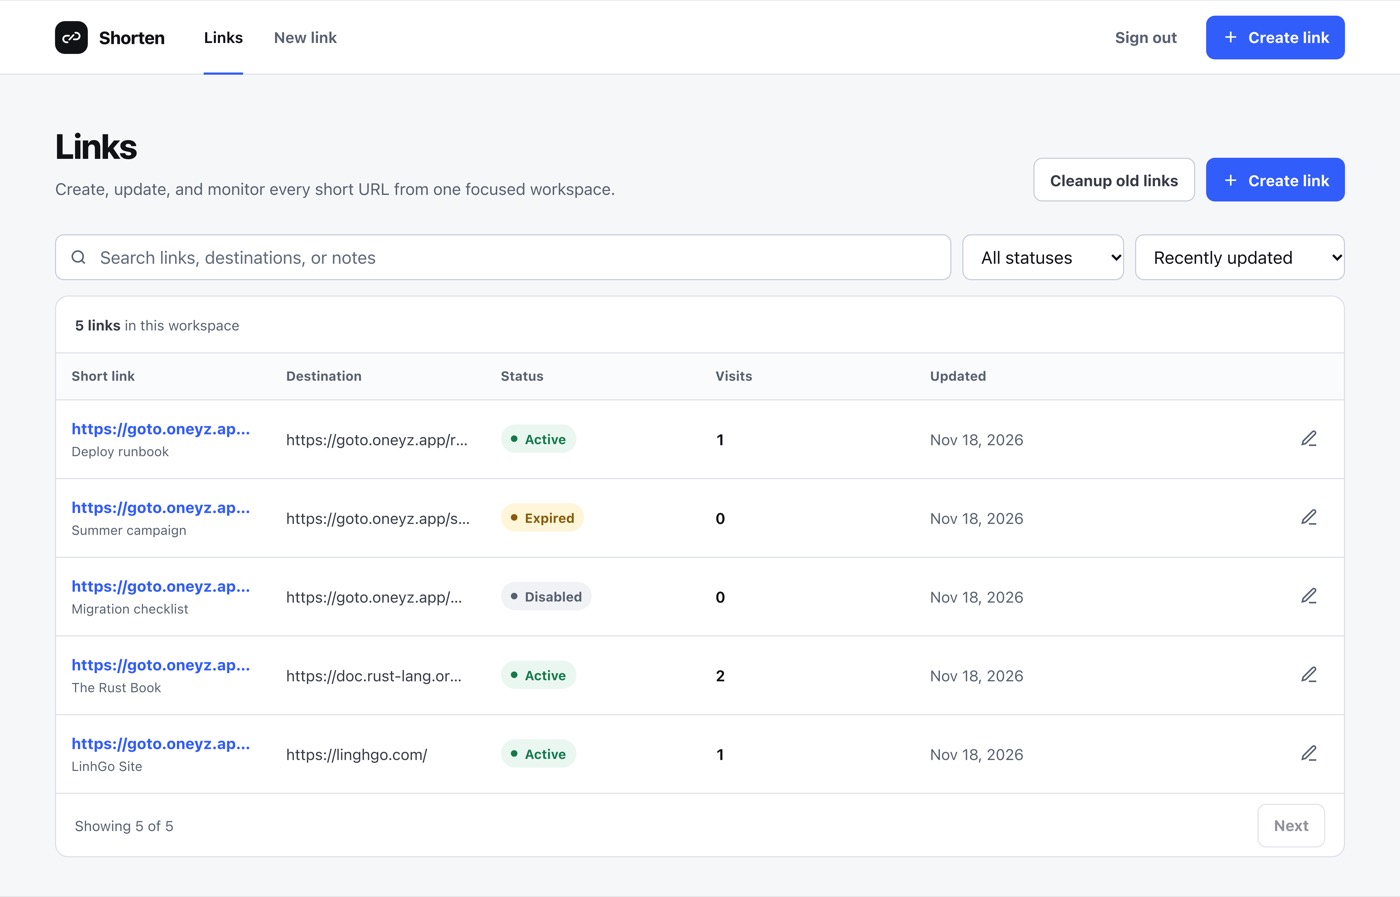 Shorten Links New link Sign out + Create link
Links
Create, update, and monitor every short URL from one focused workspace.
Cleanup old links + Create link
Search links, destinations, or notes All statuses Recently updated
5 links in this workspace
Short link Destination Status Visits Updated
https://goto.oneyz.ap... https://goto.oneyz.app/r... Active 1 Nov 18, 2026
Deploy runbook
https://goto.oneyz.ap... https://goto.oneyz.app/s... Expired 0 Nov 18, 2026
Summer campaign
https://goto.oneyz.ap... https://goto.oneyz.app/... Disabled 0 Nov 18, 2026
Migration checklist
https://goto.oneyz.ap... https://doc.rust-lang.or... Active 2 Nov 18, 2026
The Rust Book
https://goto.oneyz.ap... https://linghgo.com/ Active 1 Nov 18, 2026
LinhGo Site
Showing 5 of 5 Next